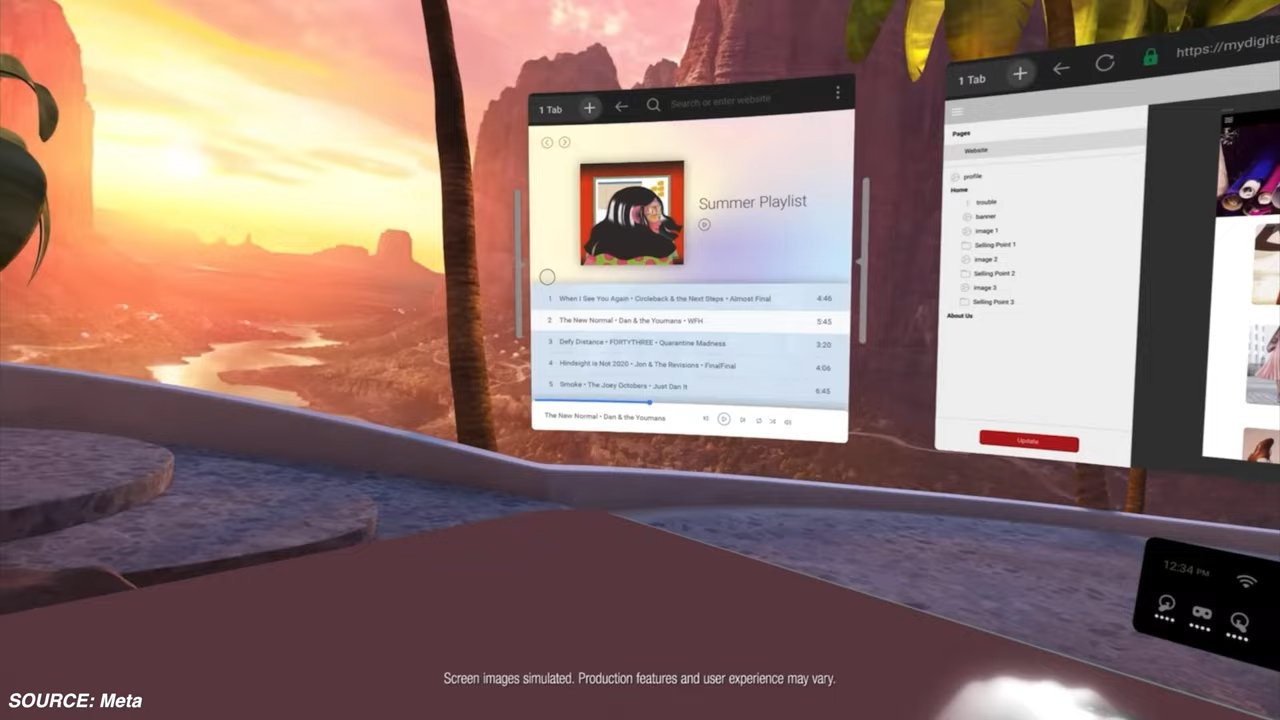 1 Tab
Search or enter website
Summer Playlist
1 When I See You Again • Circleback & the Next Steps • Almost Final 4:46
2 The New Normal • Dan & the Youmans • WFH 5:45
3 Defy Distance • FORTYTHREE • Quarantine Madness 3:20
4 Hindsight is Not 2020 • Jon & The Revisions • FinalFinal 4:06
5 Smoke • The Joey Octobers • Just Dan It 6:45
The New Normal • Dan & the Youmans
1 Tab
https://mydigita
Pages
Website
profile
Home
trouble
banner
image 1
Selling Point 1
image 2
Selling Point 2
image 3
Selling Point 3
About Us
Update
12:34 PM
Screen images simulated. Production features and user experience may vary.
SOURCE: Meta